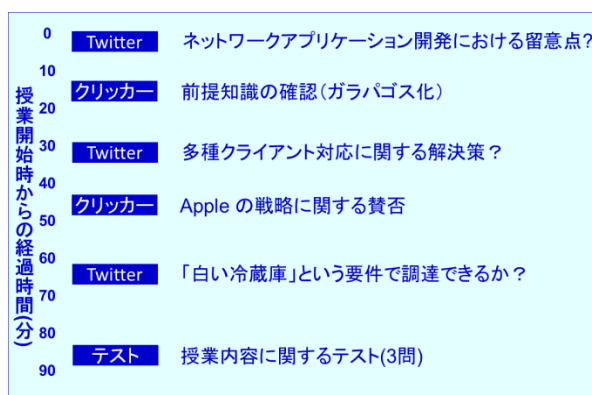 授業開始時からの経過時間(分)
0
Twitter ネットワークアプリケーション開発における留意点?
10
クリッカー 前提知識の確認(ガラパゴス化)
20
30
Twitter 多種クライアント対応に関する解決策?
40
クリッカー Apple の戦略に関する賛否
50
60
Twitter 「白い冷蔵庫」という要件で調達できるか?
70
80
テスト 授業内容に関するテスト(3問)
90